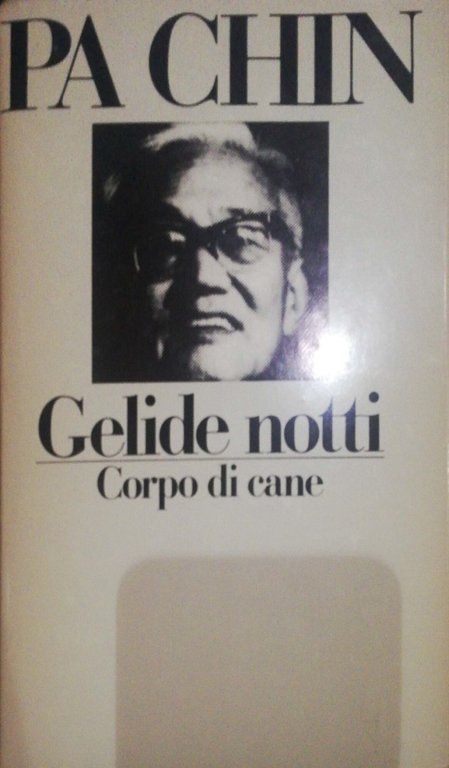 PA CHIN
Gelide notti
Corpo di cane